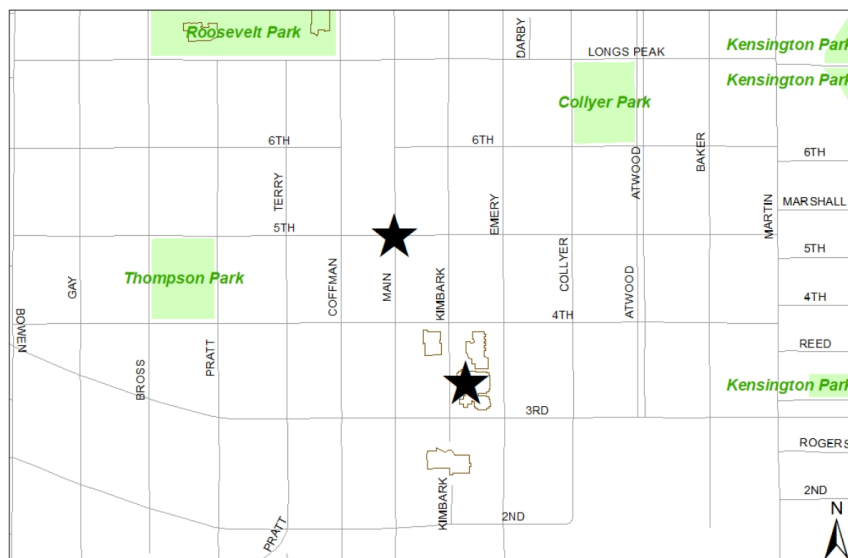 Roosevelt Park
DARBY
LONGS PEAK
Kensington Park
Kensington Park
Collyer Park
6TH
6TH
6TH
BAKER
ATWOOD
TERRY
MARSHALL
MARTIN
EMERY
5TH
5TH
COLLYER
Thompson Park
GAY
COFFMAN
MAIN
KIMBARK
ATWOOD
4TH
4TH
BOWEN
REED
BROSS
PRATT
Kensington Park
3RD
ROGERS
KIMBARK
2ND
2ND
PRATT
N